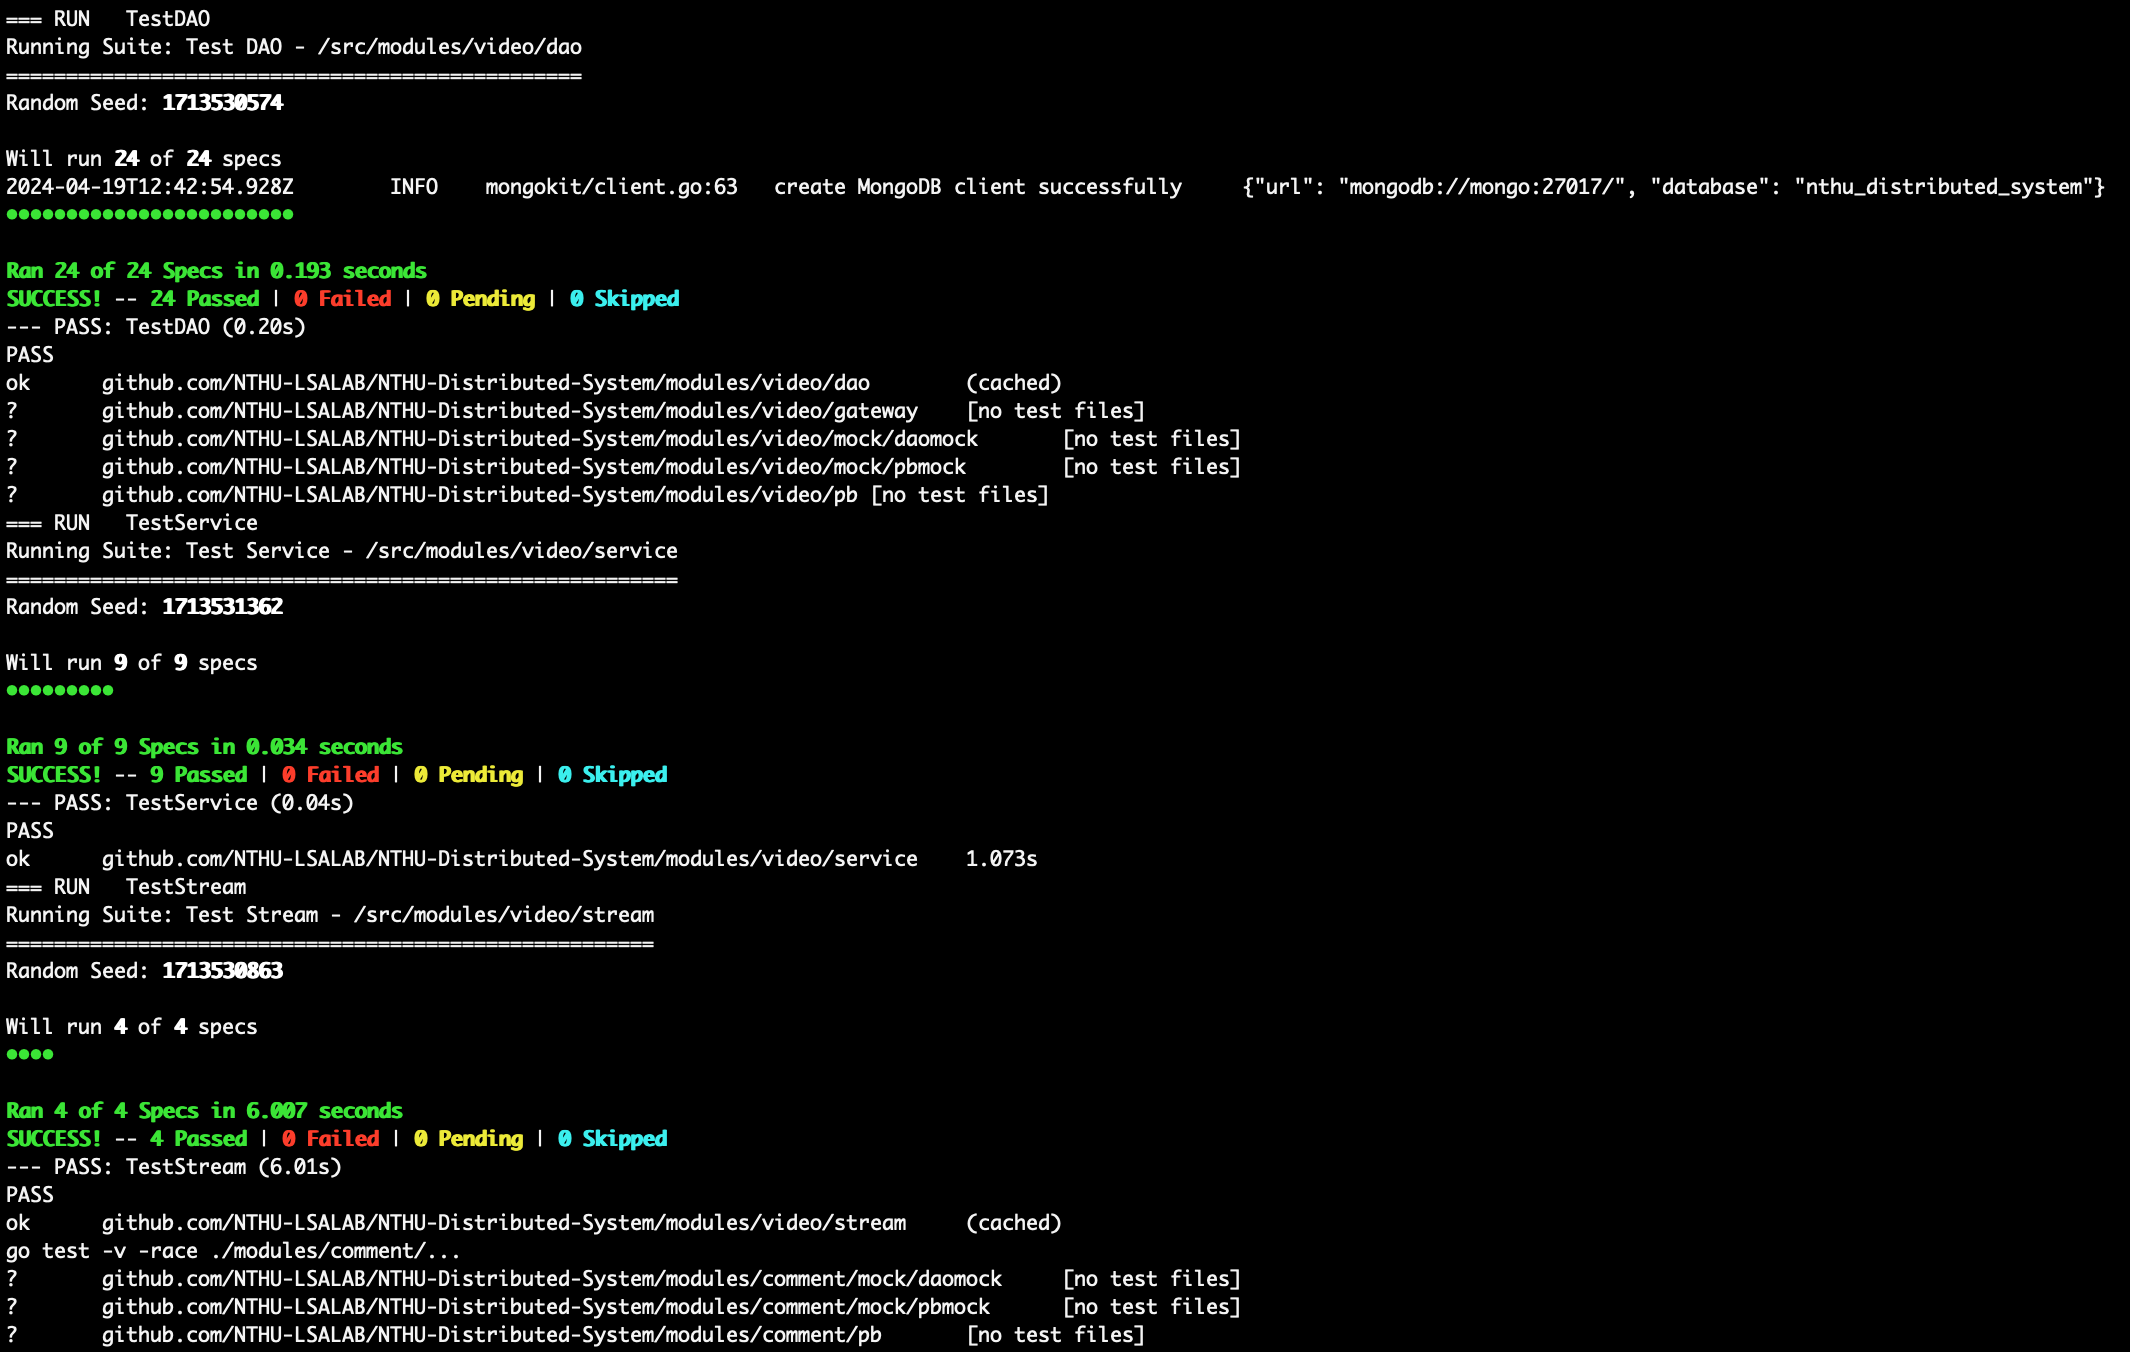 === RUN   TestDAO
Running Suite: Test DAO - /src/modules/video/dao
================================================
Random Seed: 1713530574
Will run 24 of 24 specs
2024-04-19T12:42:54.928Z        INFO    mongokit/client.go:63   create MongoDB client successfully     {"url": "mongodb://mongo:27017/", "database": "nthu_distributed_system"}
••••••••••••••••••••••••
Ran 24 of 24 Specs in 0.193 seconds
SUCCESS! -- 24 Passed | 0 Failed | 0 Pending | 0 Skipped
--- PASS: TestDAO (0.20s)
PASS
ok      github.com/NTHU-LSALAB/NTHU-Distributed-System/modules/video/dao        (cached)
?       github.com/NTHU-LSALAB/NTHU-Distributed-System/modules/video/gateway    [no test files]
?       github.com/NTHU-LSALAB/NTHU-Distributed-System/modules/video/mock/daomock       [no test files]
?       github.com/NTHU-LSALAB/NTHU-Distributed-System/modules/video/mock/pbmock        [no test files]
?       github.com/NTHU-LSALAB/NTHU-Distributed-System/modules/video/pb [no test files]
=== RUN   TestService
Running Suite: Test Service - /src/modules/video/service
========================================================
Random Seed: 1713531362
Will run 9 of 9 specs
•••••••••
Ran 9 of 9 Specs in 0.034 seconds
SUCCESS! -- 9 Passed | 0 Failed | 0 Pending | 0 Skipped
--- PASS: TestService (0.04s)
PASS
ok      github.com/NTHU-LSALAB/NTHU-Distributed-System/modules/video/service    1.073s
=== RUN   TestStream
Running Suite: Test Stream - /src/modules/video/stream
======================================================
Random Seed: 1713530863
Will run 4 of 4 specs
••••
Ran 4 of 4 Specs in 6.007 seconds
SUCCESS! -- 4 Passed | 0 Failed | 0 Pending | 0 Skipped
--- PASS: TestStream (6.01s)
PASS
ok      github.com/NTHU-LSALAB/NTHU-Distributed-System/modules/video/stream     (cached)
go test -v -race ./modules/comment/...
?       github.com/NTHU-LSALAB/NTHU-Distributed-System/modules/comment/mock/daomock     [no test files]
?       github.com/NTHU-LSALAB/NTHU-Distributed-System/modules/comment/mock/pbmock      [no test files]
?       github.com/NTHU-LSALAB/NTHU-Distributed-System/modules/comment/pb       [no test files]